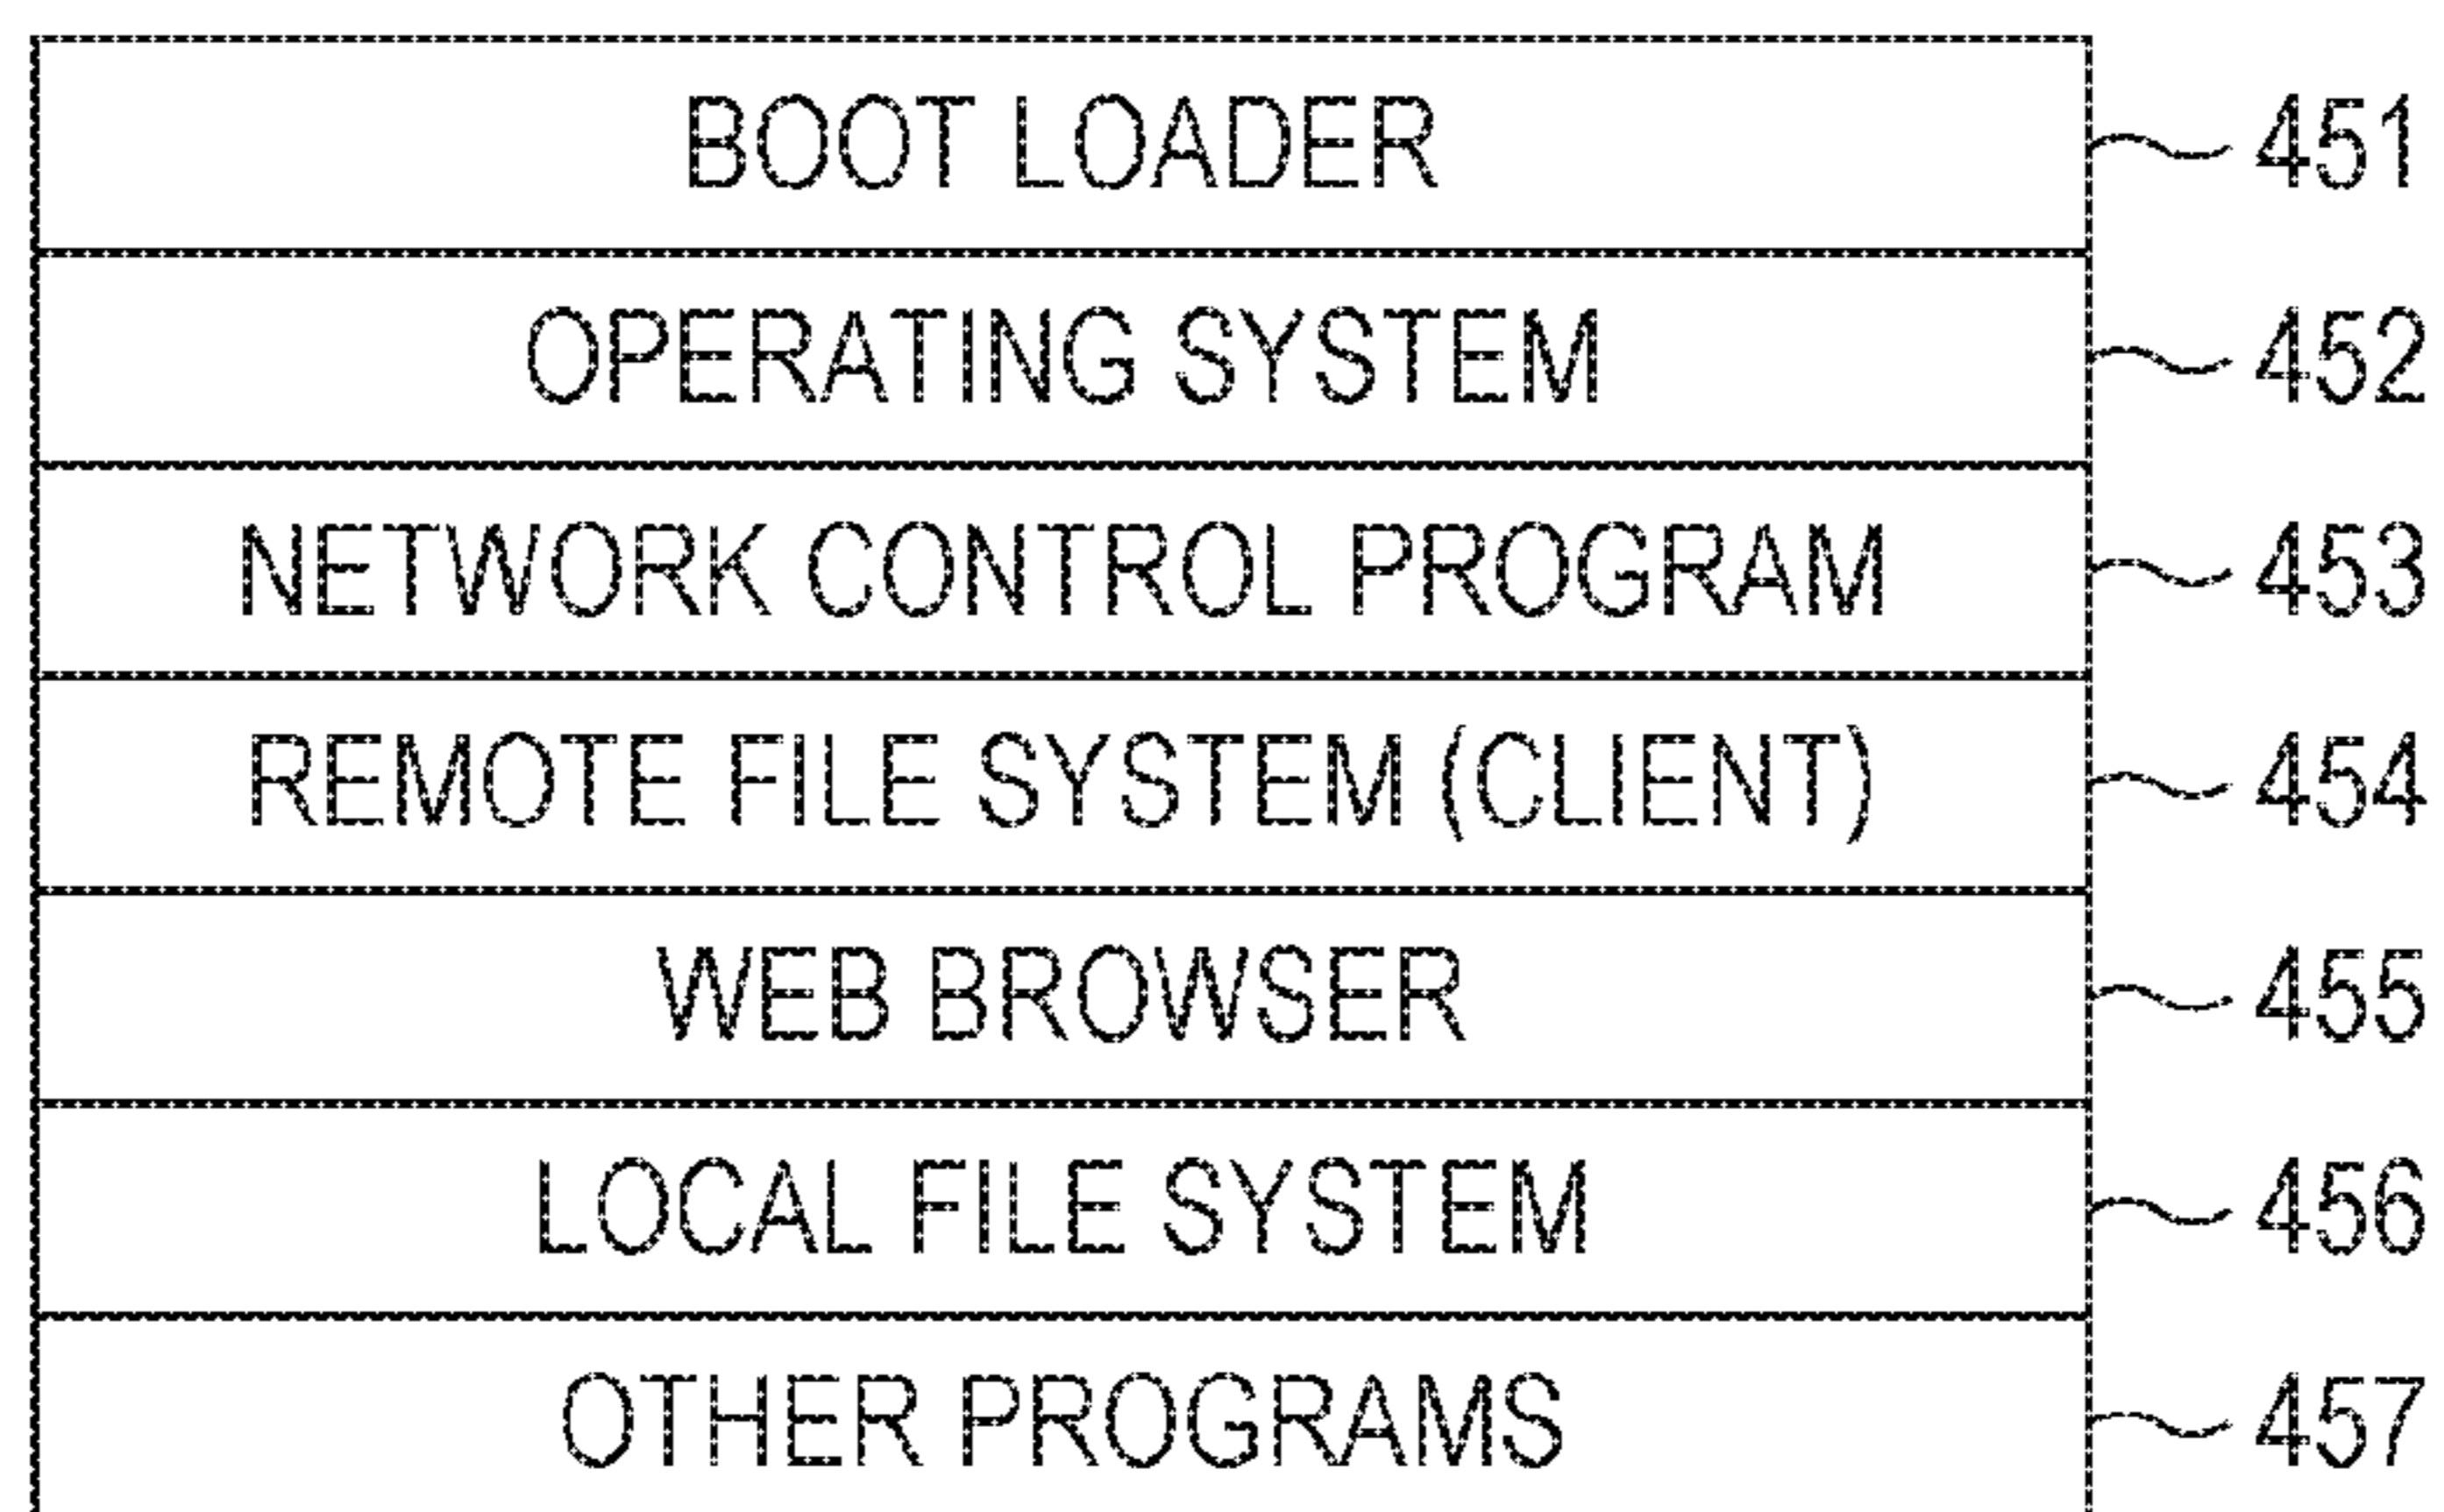 BOOT LOADER 451
OPERATING SYSTEM 452
NETWORK CONTROL PROGRAM 453
REMOTE FILE SYSTEM (CLIENT) 454
WEB BROWSER 455
LOCAL FILE SYSTEM 456
OTHER PROGRAMS 457